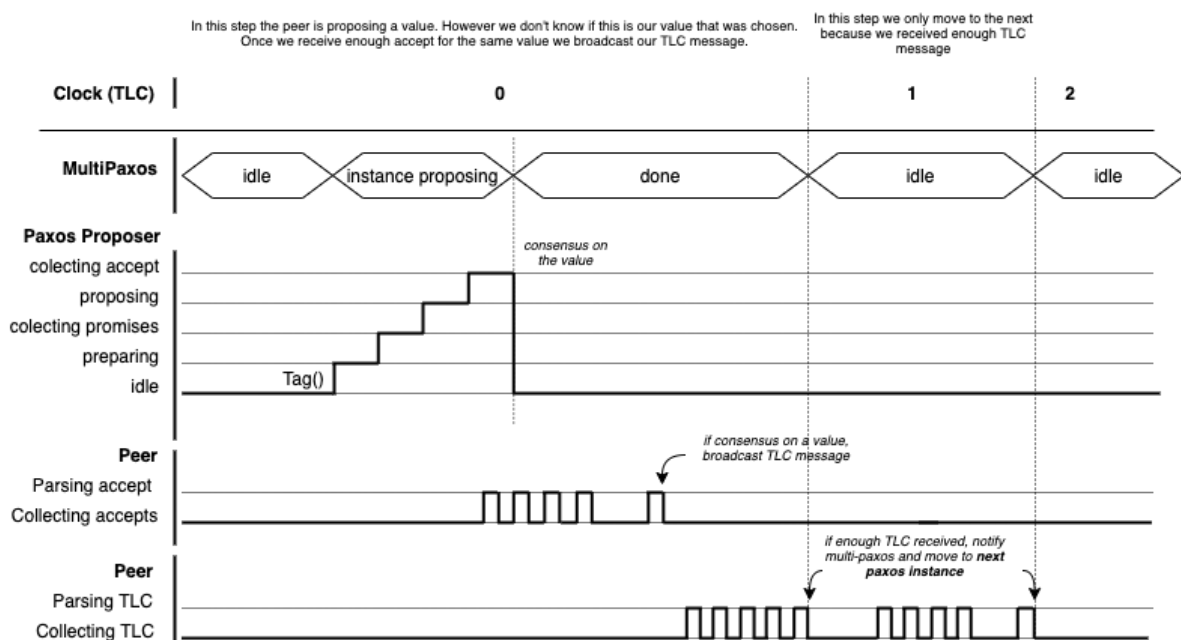 In this step the peer is proposing a value. However we don't know if this is our value that was chosen.
Once we receive enough accept for the same value we broadcast our TLC message.
In this step we only move to the next
because we received enough TLC
message
Clock (TLC)
0
1
2
MultiPaxos
idle
instance proposing
done
idle
idle
Paxos Proposer
consensus on
the value
colecting accept
proposing
colecting promises
preparing
idle
Tag()
Peer
if consensus on a value,
broadcast TLC message
Parsing accept
Collecting accepts
Peer
if enough TLC received, notify
multi-paxos and move to next
paxos instance
Parsing TLC
Collecting TLC